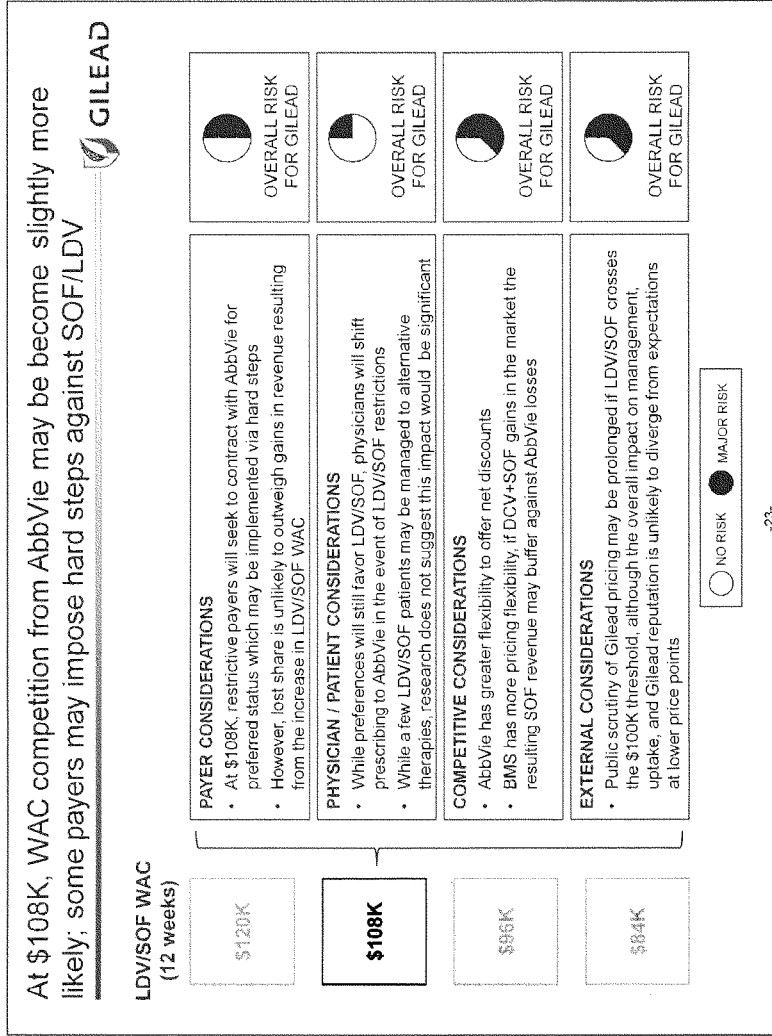 At $108K, WAC competition from AbbVie may be become slightly more
likely; some payers may impose hard steps against SOF/LDV
GILEAD
LDV/SOF WAC
(12 weeks)
$120K
$108K
$96K
$84K
PAYER CONSIDERATIONS
• At $108K, restrictive payers will seek to contract with AbbVie for
preferred status which may be implemented via hard steps
• However, lost share is unlikely to outweigh gains in revenue resulting
from the increase in LDV/SOF WAC
OVERALL RISK
FOR GILEAD
PHYSICIAN / PATIENT CONSIDERATIONS
• While preferences will still favor LDV/SOF, physicians will shift
prescribing to AbbVie in the event of LDV/SOF restrictions
• While a few LDV/SOF patients may be managed to alternative
therapies, research does not suggest this impact would be significant
OVERALL RISK
FOR GILEAD
COMPETITIVE CONSIDERATIONS
• AbbVie has greater flexibility to offer net discounts
• BMS has more pricing flexibility, if DCV+SOF gains in the market the
resulting SOF revenue may buffer against AbbVie losses
OVERALL RISK
FOR GILEAD
EXTERNAL CONSIDERATIONS
• Public scrutiny of Gilead pricing may be prolonged if LDV/SOF crosses
the $100K threshold, although the overall impact on management,
uptake, and Gilead reputation is unlikely to diverge from expectations
at lower price points
OVERALL RISK
FOR GILEAD
NO RISK
MAJOR RISK
-23-